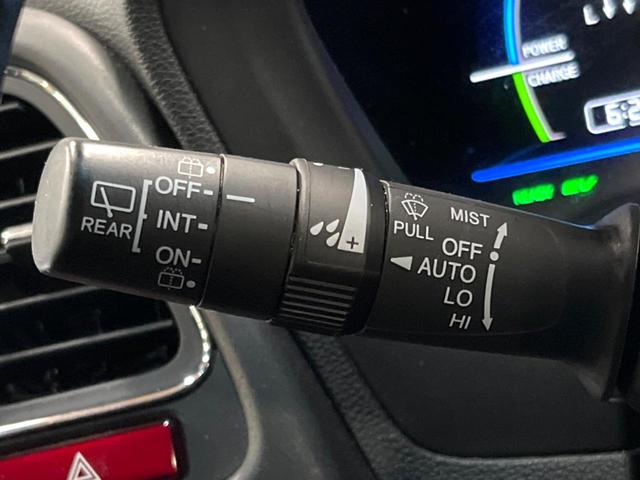 POWER
CHARGE
OFF
INT
ON
REAR
PULL
MIST
OFF
AUTO
LO
HI